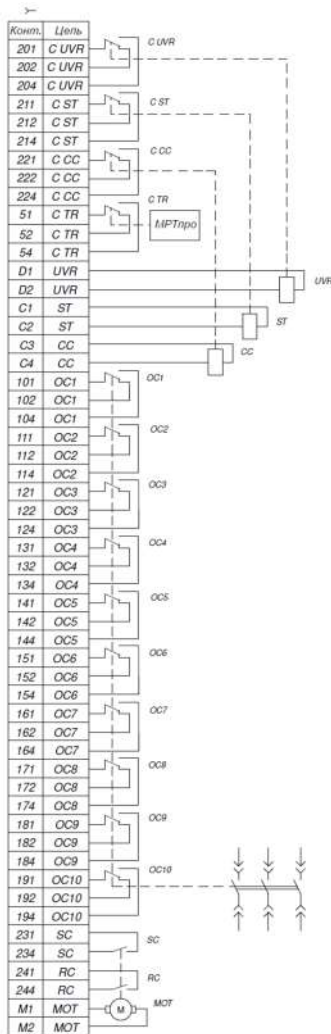 Конт. Цепь
201 C UVR
202 C UVR
204 C UVR
211 C ST
212 C ST
214 C ST
221 C CC
222 C CC
224 C CC
51 C TR
52 C TR
54 C TR
D1 UVR
D2 UVR
C1 ST
C2 ST
C3 CC
C4 CC
101 OC1
102 OC1
104 OC1
111 OC2
112 OC2
114 OC2
121 OC3
122 OC3
124 OC3
131 OC4
132 OC4
134 OC4
141 OC5
142 OC5
144 OC5
151 OC6
152 OC6
154 OC6
161 OC7
162 OC7
164 OC7
171 OC8
172 OC8
174 OC8
181 OC9
182 OC9
184 OC9
191 OC10
192 OC10
194 OC10
231 SC
234 SC
241 RC
244 RC
M1 MOT
M2 MOT
C UVR
C ST
C CC
C TR
МРТпро
UVR
ST
CC
OC1
OC2
OC3
OC4
OC5
OC6
OC7
OC8
OC9
OC10
SC
RC
MOT
M